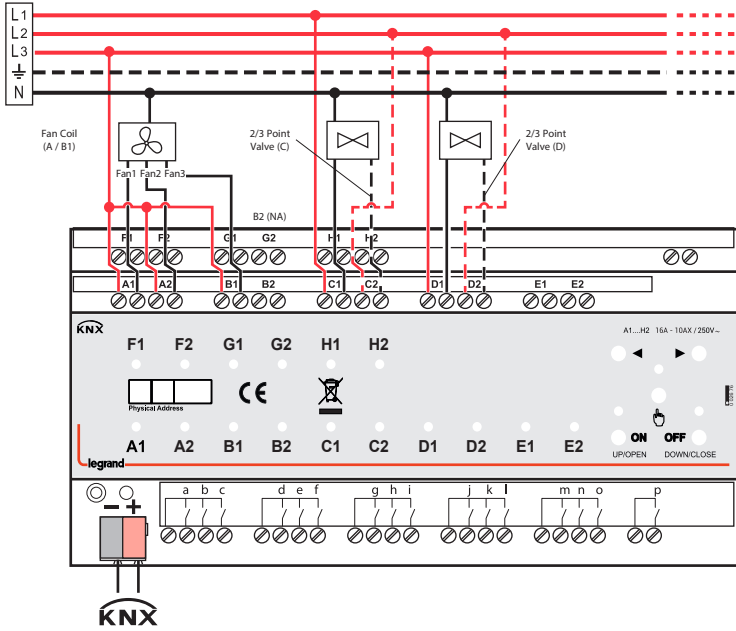 L1
L2
L3
N
Fan Coil
(A / B1)
2/3 Point
Valve (C)
2/3 Point
Valve (D)
Fan1 Fan2 Fan3
B2 (NA)
F1 F2 G1 G2 H1 H2
A1 A2 B1 B2 C1 C2 D1 D2 E1 E2
KNX
A1....H2 16A - 10AX / 250V~
F1 F2 G1 G2 H1 H2
Physical Address
CE
A1 A2 B1 B2 C1 C2 D1 D2 E1 E2
ON OFF
UP/OPEN DOWN/CLOSE
legrand
a b c d e f g h i j k l m n o p
− +
KNX